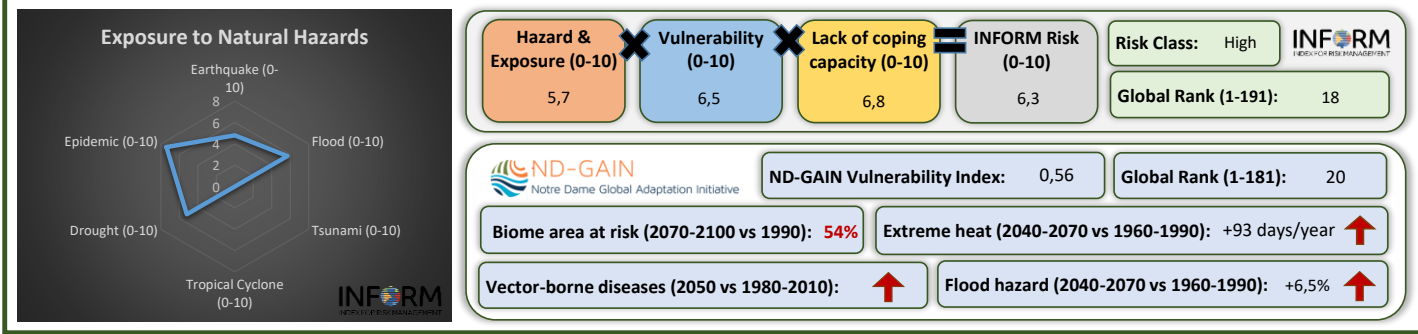 Exposure to Natural Hazards
Earthquake (0-
10)
8
6
4
2
0
Epidemic (0-10)
Flood (0-10)
Drought (0-10)
Tsunami (0-10)
Tropical Cyclone
(0-10)
INFORM
INDEX FOR RISK MANAGEMENT
Hazard &
Exposure (0-10)
5,7
Vulnerability
(0-10)
6,5
Lack of coping
capacity (0-10)
6,8
INFORM Risk
(0-10)
6,3
Risk Class: High
INFORM
INDEX FOR RISK MANAGEMENT
Global Rank (1-191): 18
ND-GAIN
Notre Dame Global Adaptation Initiative
ND-GAIN Vulnerability Index: 0,56
Global Rank (1-181): 20
Biome area at risk (2070-2100 vs 1990): 54%
Extreme heat (2040-2070 vs 1960-1990): +93 days/year
Vector-borne diseases (2050 vs 1980-2010):
Flood hazard (2040-2070 vs 1960-1990): +6,5%